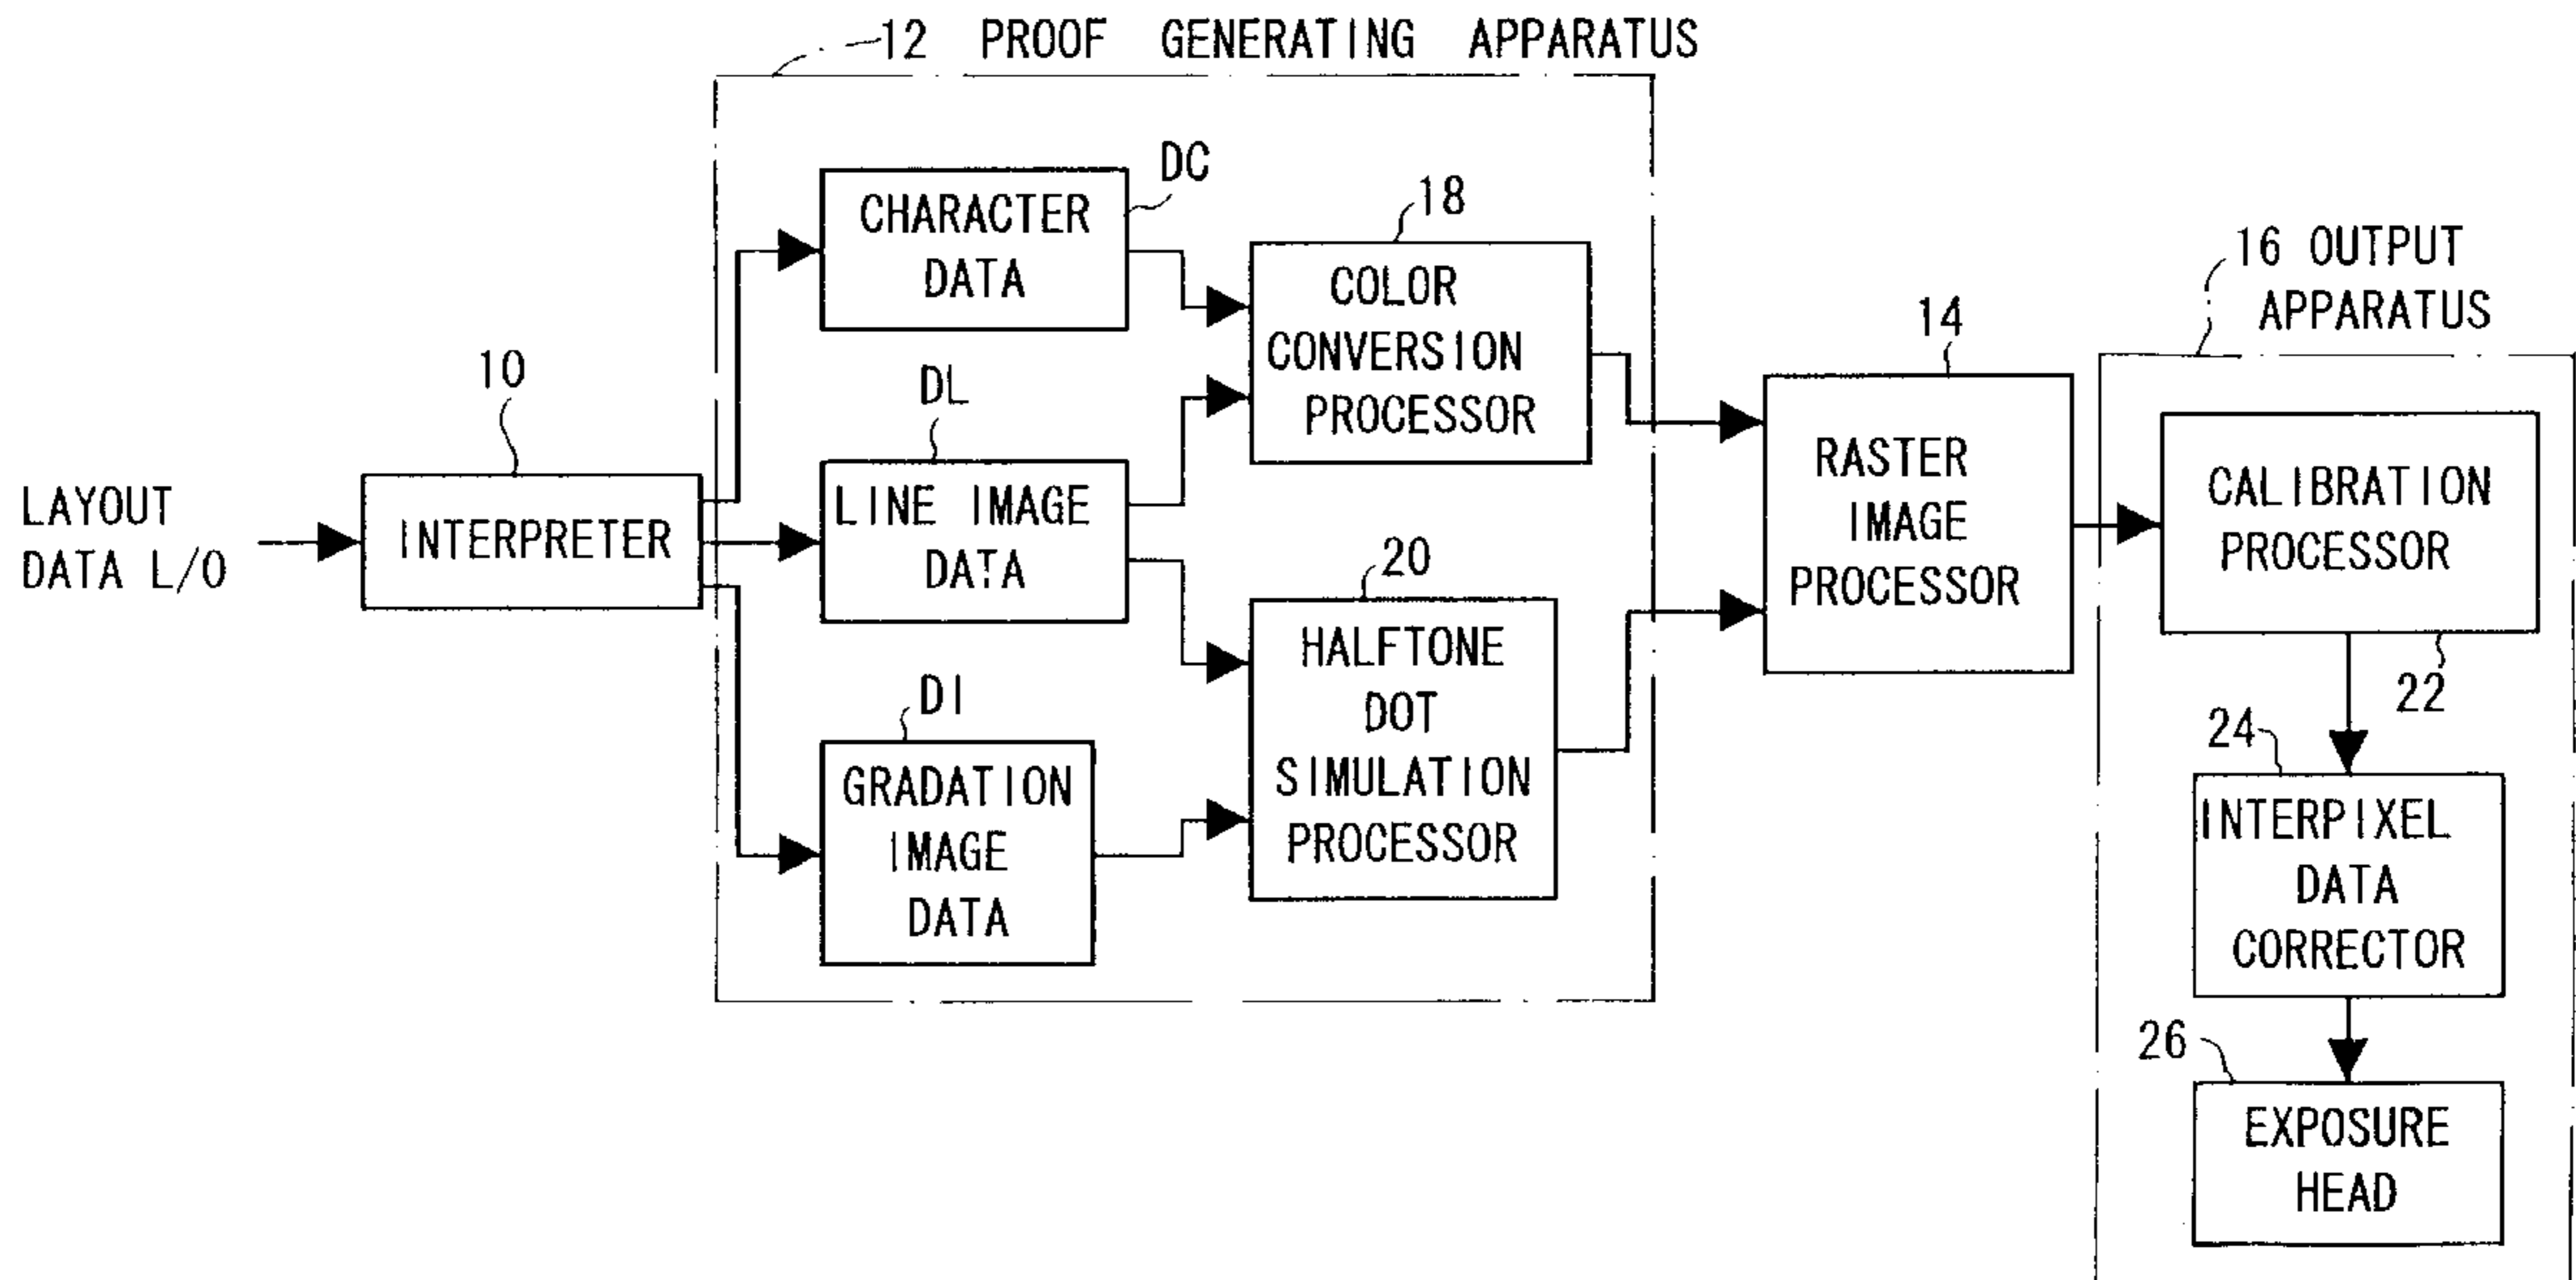 12 PROOF GENERATING APPARATUS
LAYOUT
DATA L/O
10
INTERPRETER
DC
CHARACTER
DATA
DL
LINE IMAGE
DATA
DI
GRADATION
IMAGE
DATA
18
COLOR
CONVERSION
PROCESSOR
20
HALFTONE
DOT
SIMULATION
PROCESSOR
14
RASTER
IMAGE
PROCESSOR
16 OUTPUT
APPARATUS
CALIBRATION
PROCESSOR
22
24
INTERPIXEL
DATA
CORRECTOR
26
EXPOSURE
HEAD